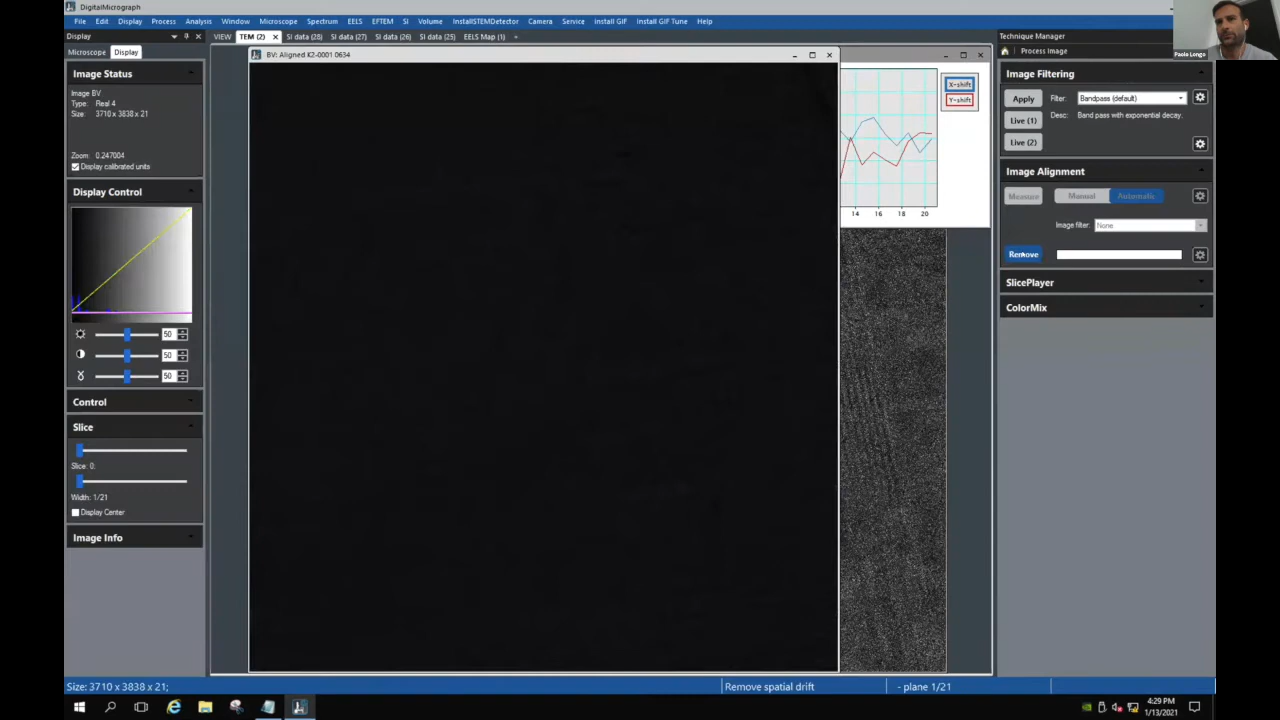 DigitalMicrograph
File Edit Display Process Analysis Window Microscope Spectrum EELS EFTEM SI Volume InstallSTEMDetector Camera Service Install GIF Install GIF Tune Help
Display
VIEW TEM (2) SI data (28) SI data (27) SI data (26) SI data (25) EELS Map (1)
Technique Manager
Microscope Display
Process Image
Paolo Longo
BV: Aligned K2-0001 0634
Image Status
Image BV
Type: Real 4
Size: 3710 x 3838 x 21
Zoom: 0.247004
Display calibrated units
Display Control
50
50
50
Control
Slice
Slice: 0:
Width: 1/21
Display Center
Image Info
X-shift
Y-shift
14 16 18 20
Image Filtering
Apply Filter: Bandpass (default)
Live (1) Desc: Band pass with exponential decay.
Live (2)
Image Alignment
Measure Manual Automatic
Image filter: None
Remove
SlicePlayer
ColorMix
Size: 3710 x 3838 x 21; Remove spatial drift - plane 1/21
4:29 PM
1/13/2021